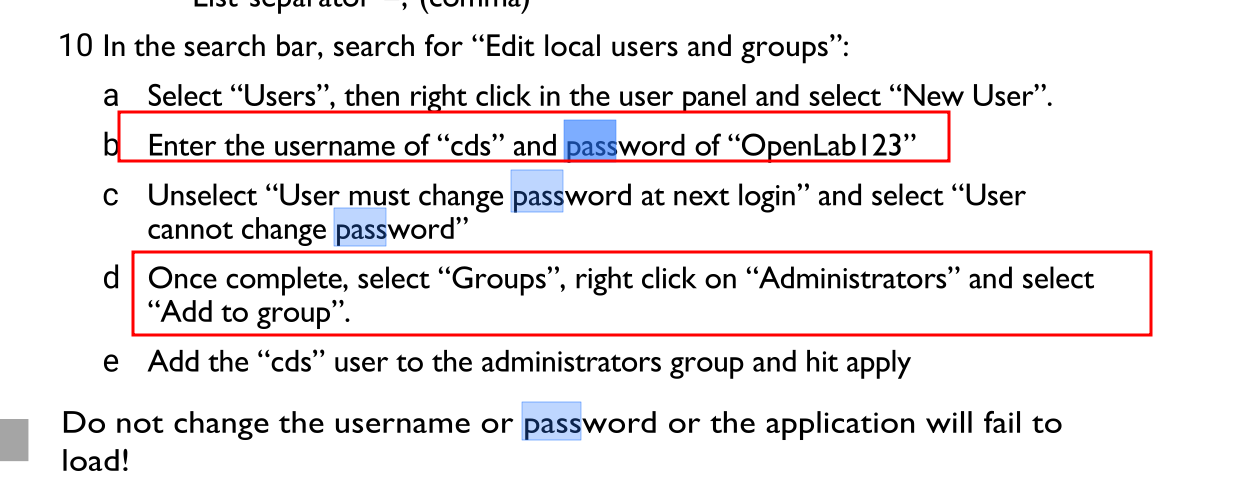 List separator =, (comma)
10 In the search bar, search for “Edit local users and groups”:
a Select “Users”, then right click in the user panel and select “New User”.
b Enter the username of “cds” and password of “OpenLab123”
c Unselect “User must change password at next login” and select “User
cannot change password”
d Once complete, select “Groups”, right click on “Administrators” and select
“Add to group”.
e Add the “cds” user to the administrators group and hit apply
Do not change the username or password or the application will fail to
load!